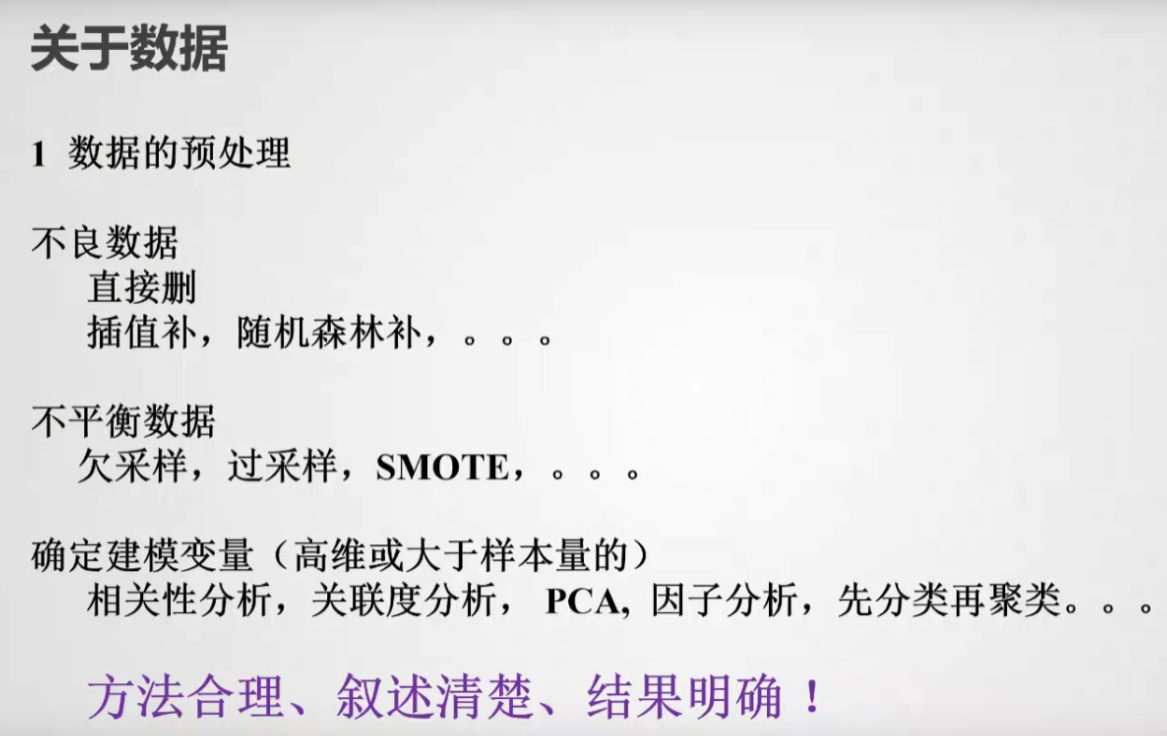 关于数据
1 数据的预处理
不良数据
直接删
插值补，随机森林补，。。。
不平衡数据
欠采样，过采样，SMOTE，。。。
确定建模变量（高维或大于样本量的）
相关性分析，关联度分析， PCA, 因子分析，先分类再聚类。。。
方法合理、叙述清楚、结果明确！